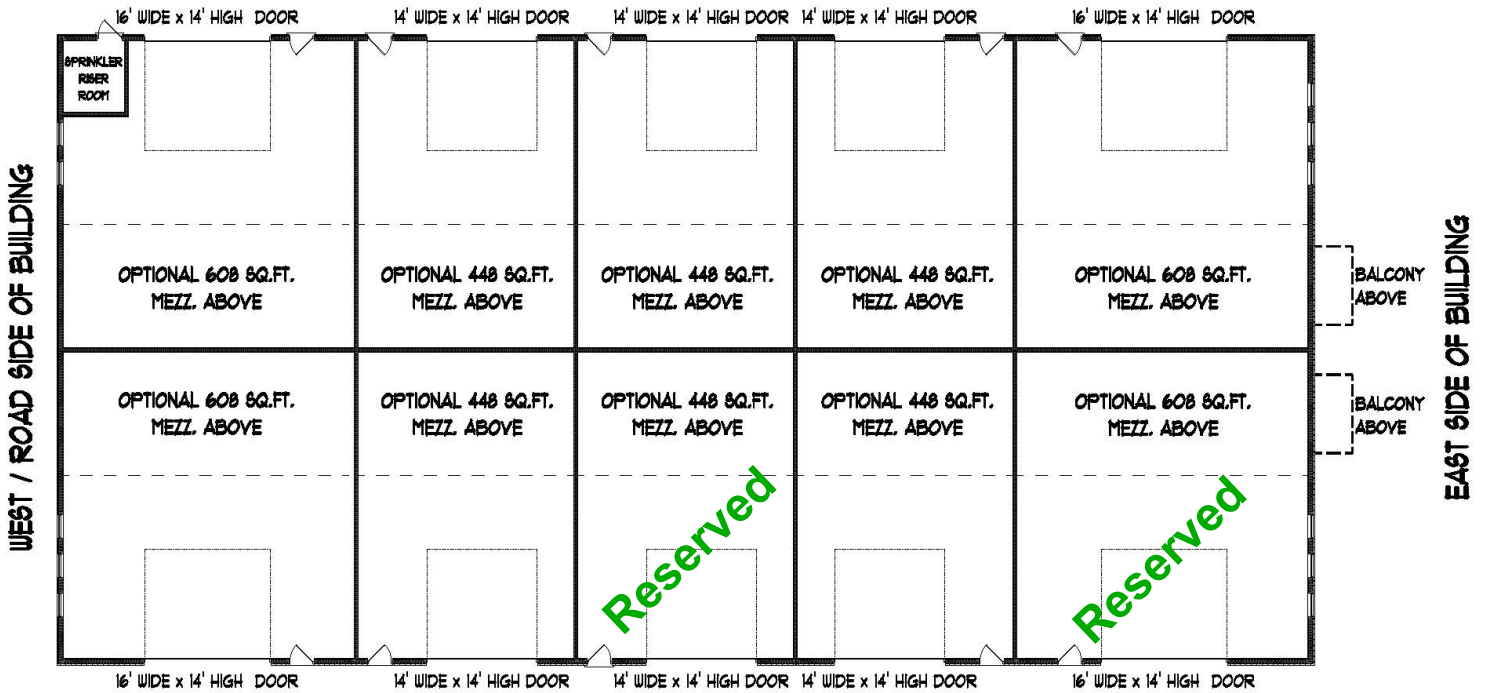 16' WIDE x 14' HIGH DOOR
14' WIDE x 14' HIGH DOOR
14' WIDE x 14' HIGH DOOR
14' WIDE x 14' HIGH DOOR
16' WIDE x 14' HIGH DOOR
SPRINKLER
RISER
ROOM
WEST / ROAD SIDE OF BUILDING
OPTIONAL 608 SQ.FT.
MEZZ. ABOVE
OPTIONAL 448 SQ.FT.
MEZZ. ABOVE
OPTIONAL 448 SQ.FT.
MEZZ. ABOVE
OPTIONAL 448 SQ.FT.
MEZZ. ABOVE
OPTIONAL 608 SQ.FT.
MEZZ. ABOVE
BALCONY
ABOVE
EAST SIDE OF BUILDING
OPTIONAL 608 SQ.FT.
MEZZ. ABOVE
OPTIONAL 448 SQ.FT.
MEZZ. ABOVE
OPTIONAL 448 SQ.FT.
MEZZ. ABOVE
OPTIONAL 448 SQ.FT.
MEZZ. ABOVE
OPTIONAL 608 SQ.FT.
MEZZ. ABOVE
BALCONY
ABOVE
Reserved
Reserved
16' WIDE x 14' HIGH DOOR
14' WIDE x 14' HIGH DOOR
14' WIDE x 14' HIGH DOOR
14' WIDE x 14' HIGH DOOR
16' WIDE x 14' HIGH DOOR